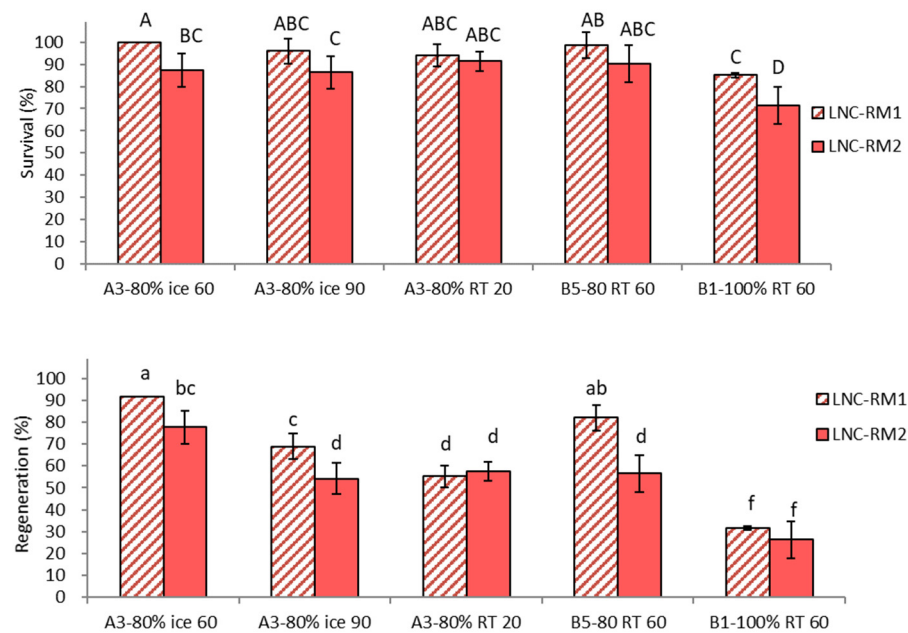 A BC ABC C ABC ABC AB ABC C D
100
90
80
70
60
50
40
30
20
10
0
Survival (%)
A3-80% ice 60 A3-80% ice 90 A3-80% RT 20 B5-80 RT 60 B1-100% RT 60
LNC-RM1
LNC-RM2
a bc c d d d ab d f f
100
90
80
70
60
50
40
30
20
10
0
Regeneration (%)
A3-80% ice 60 A3-80% ice 90 A3-80% RT 20 B5-80 RT 60 B1-100% RT 60
LNC-RM1
LNC-RM2